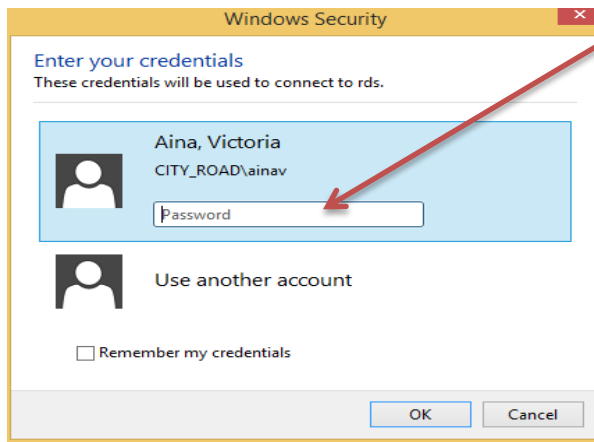 Windows Security
Enter your credentials
These credentials will be used to connect to rds.
Aina, Victoria
CITY_ROAD\ainav
Password
Use another account
Remember my credentials
OK Cancel